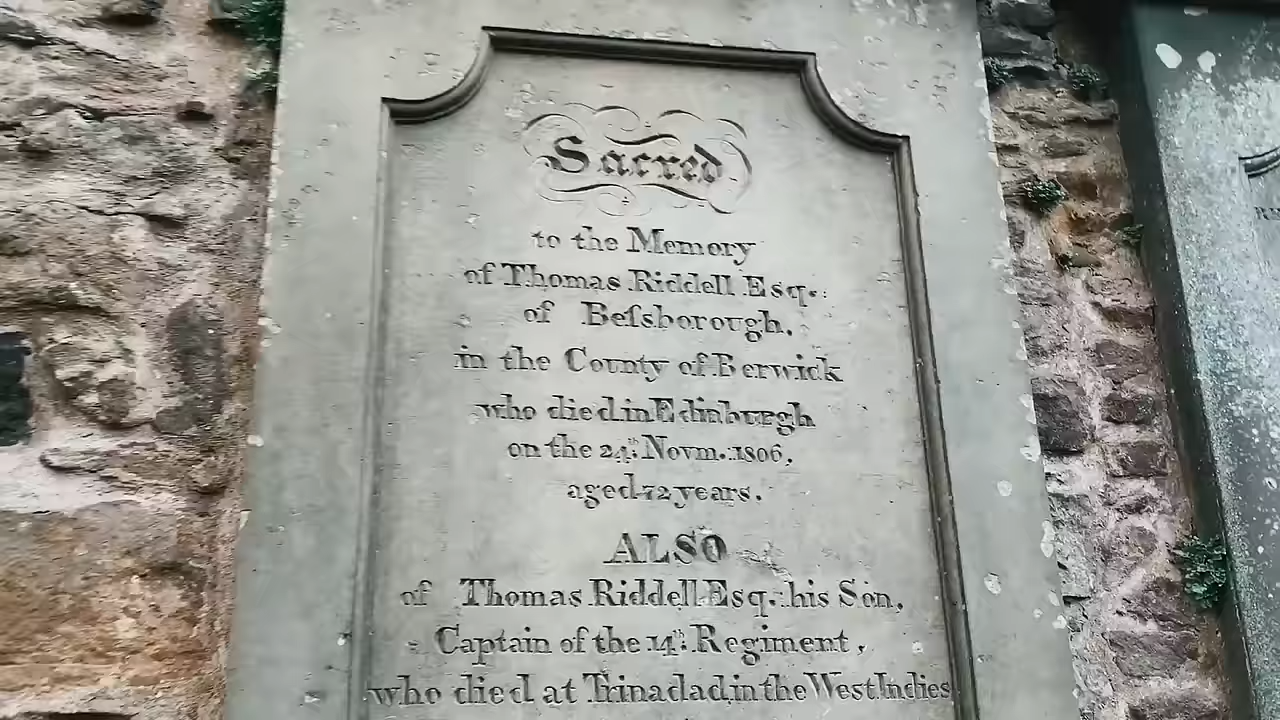 Sacred
to the Memory
of Thomas Riddell Esq.:
of Beſsborough,
in the County of Berwick
who died in Edinburgh
on the 24th Novm. 1806,
aged 72 years.
ALSO
of Thomas Riddell Esq. his Son,
Captain of the 14th Regiment,
who died at Trinadad in the West Indies